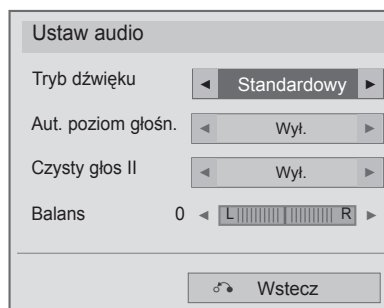 Ustaw audio
Tryb dźwięku ◄ Standardowy ►
Aut. poziom głośn. ◄ Wył. ►
Czysty głos II ◄ Wył. ►
Balans 0 ◄ L R ►
Wstecz